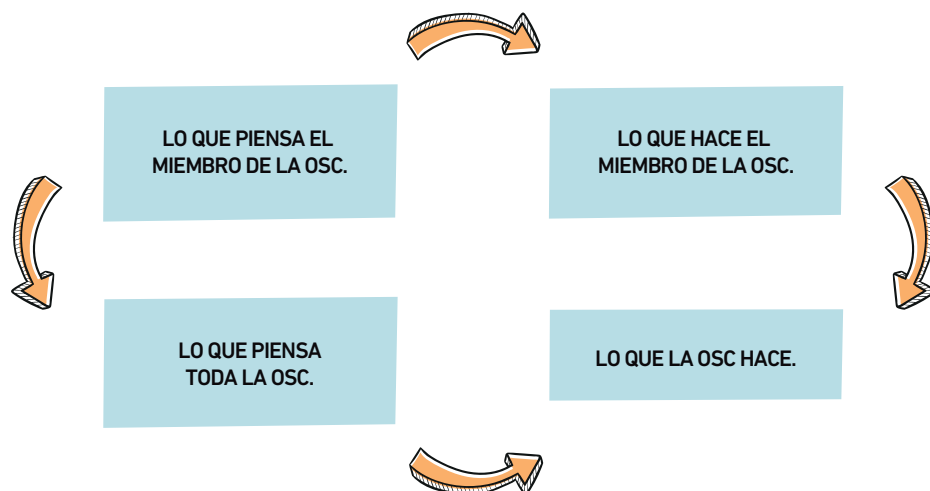 LO QUE PIENSA EL
MIEMBRO DE LA OSC.
LO QUE HACE EL
MIEMBRO DE LA OSC.
LO QUE PIENSA
TODA LA OSC.
LO QUE LA OSC HACE.